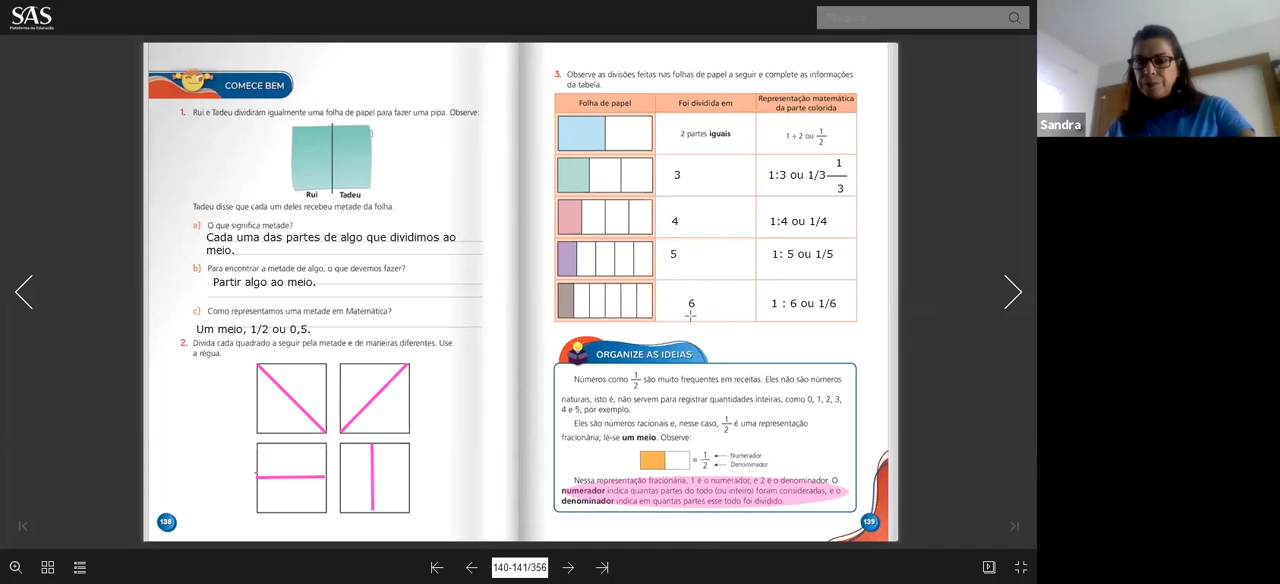 SAS
Plataforma de Educação
Sandra
COMECE BEM
1. Rui e Tadeu dividiram igualmente uma folha de papel para fazer uma pipa. Observe:
Rui Tadeu
Tadeu disse que cada um deles recebeu metade da folha.
a) O que significa metade?
Cada uma das partes de algo que dividimos ao
meio.
b) Para encontrar a metade de algo, o que devemos fazer?
Partir algo ao meio.
c) Como representamos uma metade em Matemática?
Um meio, 1/2 ou 0,5.
2. Divida cada quadrado a seguir pela metade e de maneiras diferentes. Use
a régua.
138
3. Observe as divisões feitas nas folhas de papel a seguir e complete as informações
da tabela.
Folha de papel Foi dividida em Representação matemática
da parte colorida
2 partes iguais 1 ÷ 2 ou 1/2
3 1:3 ou 1/3 1/3
4 1:4 ou 1/4
5 1: 5 ou 1/5
6 1 : 6 ou 1/6
ORGANIZE AS IDEIAS
Números como 1/2 são muito frequentes em receitas. Eles não são números
naturais, isto é, não servem para registrar quantidades inteiras, como 0, 1, 2, 3,
4 e 5, por exemplo.
Eles são números racionais e, nesse caso, 1/2 é uma representação
fracionária; lê-se um meio. Observe:
= 1/2 Numerador
Denominador
Nessa representação fracionária, 1 é o numerador, e 2 é o denominador. O
numerador indica quantas partes do todo (ou inteiro) foram consideradas, e o
denominador indica em quantas partes esse todo foi dividido.
139
140-141/356